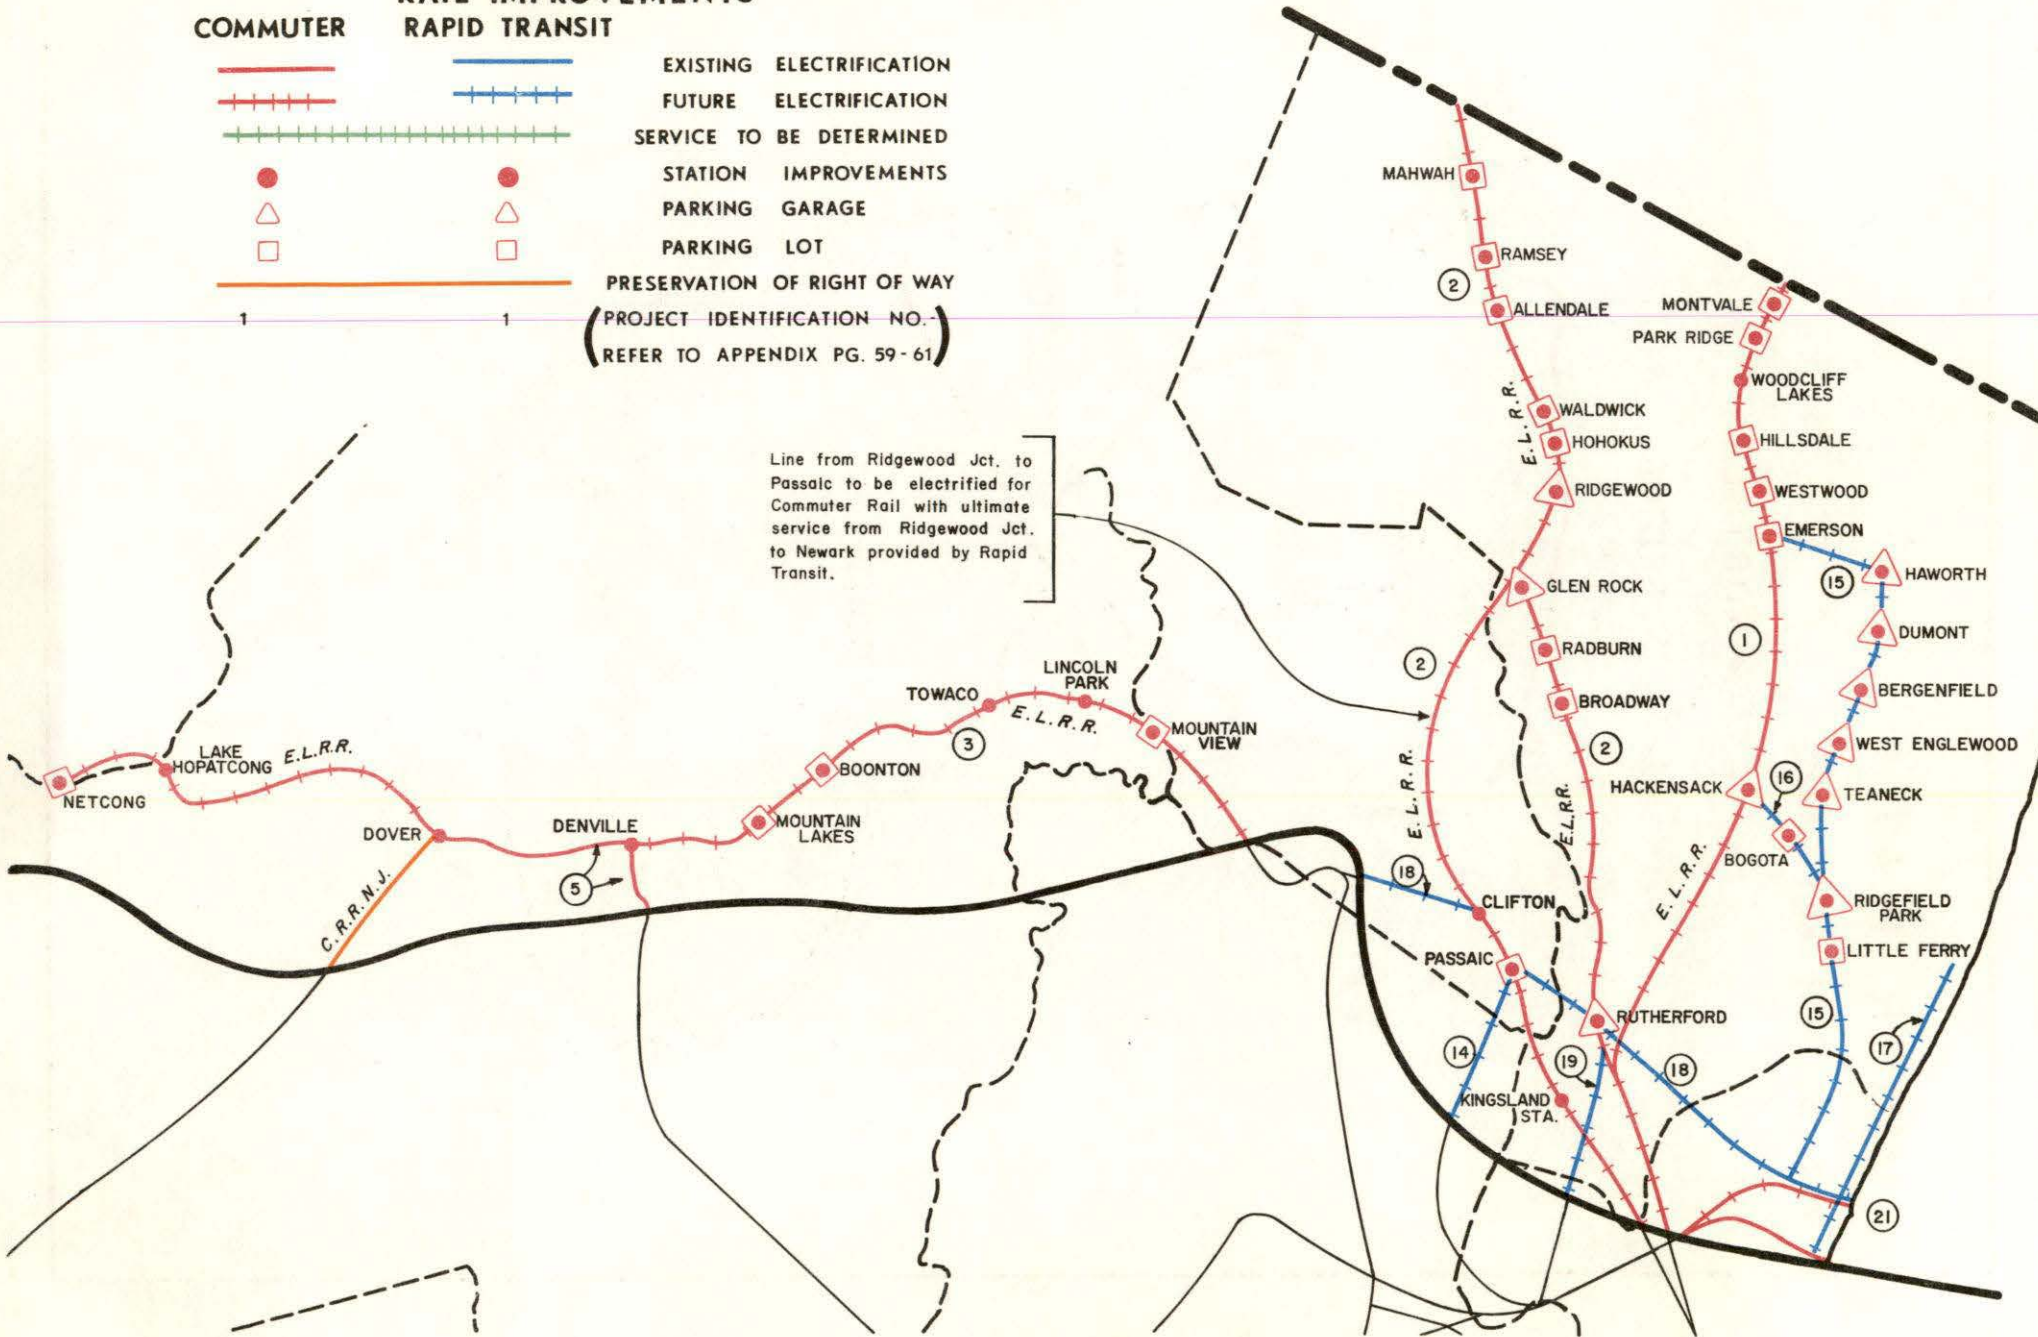 RAIL IMPROVEMENTS
COMMUTER RAPID TRANSIT
EXISTING ELECTRIFICATION
FUTURE ELECTRIFICATION
SERVICE TO BE DETERMINED
STATION IMPROVEMENTS
PARKING GARAGE
PARKING LOT
PRESERVATION OF RIGHT OF WAY
1 1 (PROJECT IDENTIFICATION NO.
REFER TO APPENDIX PG. 59-61)
Line from Ridgewood Jct. to
Passaic to be electrified for
Commuter Rail with ultimate
service from Ridgewood Jct.
to Newark provided by Rapid
Transit.
MAHWAH
RAMSEY
2
ALLENDALE
E.L.R.R.
WALDWICK
HOHOKUS
RIDGEWOOD
GLEN ROCK
2
RADBURN
BROADWAY
2
E.L.R.R.
E.L.R.R.
MONTVALE
PARK RIDGE
WOODCLIFF
LAKES
HILLSDALE
WESTWOOD
EMERSON
15
HAWORTH
DUMONT
1
BERGENFIELD
WEST ENGLEWOOD
HACKENSACK
16
TEANECK
BOGOTA
E.L.R.R.
RIDGEFIELD
PARK
LITTLE FERRY
15
17
NETCONG
LAKE
HOPATCONG
E.L.R.R.
DOVER
C.R.R.N.J.
DENVILLE
5
MOUNTAIN
LAKES
BOONTON
TOWACO
3
E.L.R.R.
LINCOLN
PARK
MOUNTAIN
VIEW
18
CLIFTON
PASSAIC
RUTHERFORD
14
19
18
KINGSLAND
STA.
21